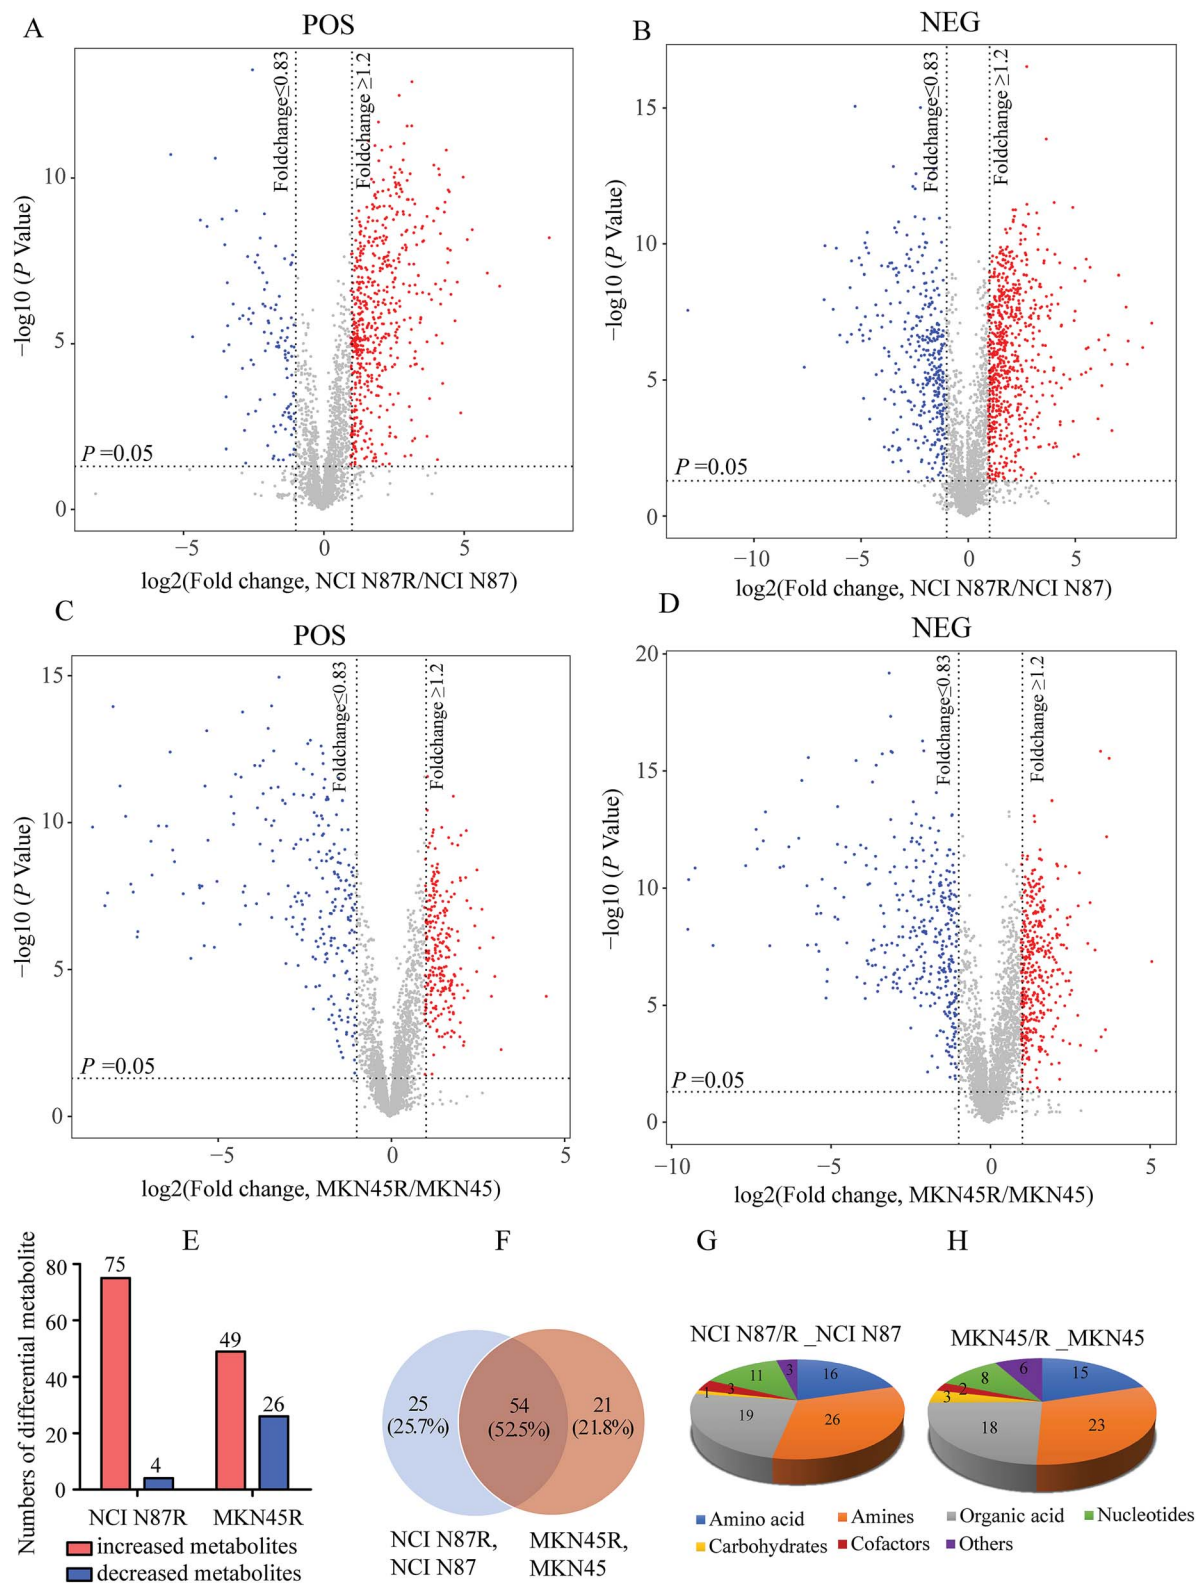 A
POS
Foldchange≤0.83
Foldchange ≥1.2
−log10 (P Value)
10
5
0
P =0.05
−5
0
5
log2(Fold change, NCI N87R/NCI N87)
B
NEG
Foldchange≤0.83
Foldchange ≥1.2
−log10 (P Value)
15
10
5
0
P =0.05
−10
−5
0
5
log2(Fold change, NCI N87R/NCI N87)
C
POS
Foldchange≤0.83
Foldchange ≥1.2
−log10 (P Value)
15
10
5
0
P =0.05
−5
0
5
log2(Fold change, MKN45R/MKN45)
D
NEG
Foldchange≤0.83
Foldchange ≥1.2
−log10 (P Value)
20
15
10
5
0
P =0.05
−10
−5
0
5
log2(Fold change, MKN45R/MKN45)
E
Numbers of differential metabolite
80
60
40
20
0
75
4
49
26
NCI N87R
MKN45R
increased metabolites
decreased metabolites
F
25
(25.7%)
54
(52.5%)
21
(21.8%)
NCI N87R,
NCI N87
MKN45R,
MKN45
G
NCI N87/R _NCI N87
16
26
19
1
3
11
3
H
MKN45/R _MKN45
15
23
18
3
2
8
6
Amino acid
Amines
Organic acid
Nucleotides
Carbohydrates
Cofactors
Others